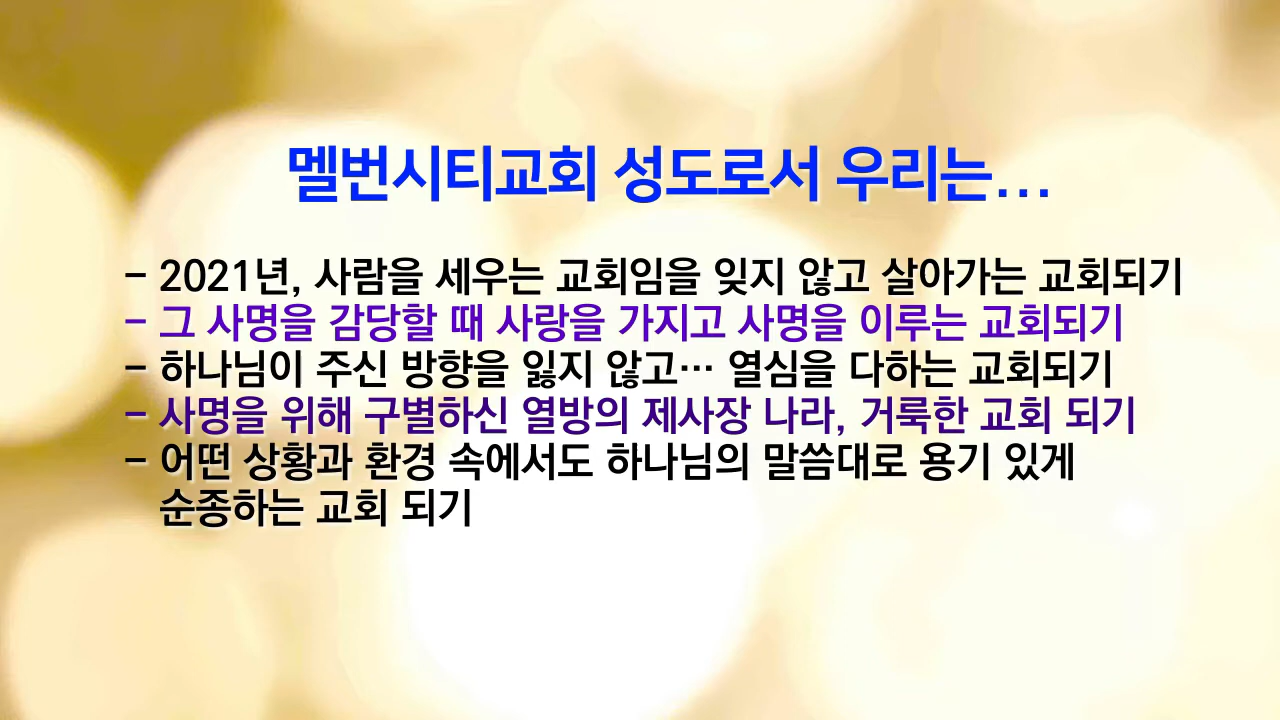 멜번시티교회 성도로서 우리는...
- 2021년, 사람을 세우는 교회임을 잊지 않고 살아가는 교회되기
- 그 사명을 감당할 때 사랑을 가지고 사명을 이루는 교회되기
- 하나님이 주신 방향을 잃지 않고… 열심을 다하는 교회되기
- 사명을 위해 구별하신 열방의 제사장 나라, 거룩한 교회 되기
- 어떤 상황과 환경 속에서도 하나님의 말씀대로 용기 있게
순종하는 교회 되기